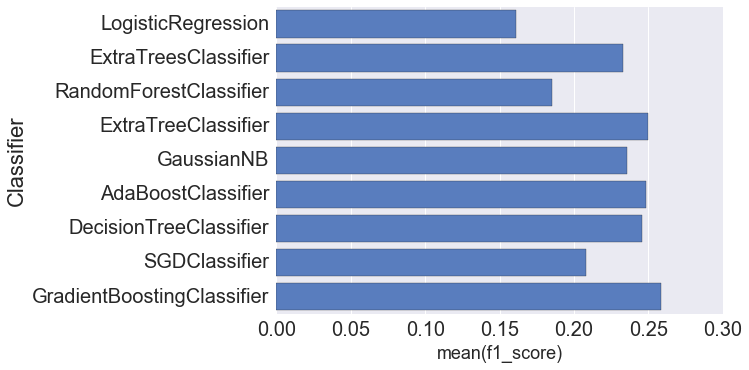 LogisticRegression
ExtraTreesClassifier
RandomForestClassifier
ExtraTreeClassifier
GaussianNB
AdaBoostClassifier
DecisionTreeClassifier
SGDClassifier
GradientBoostingClassifier
Classifier
0.00 0.05 0.10 0.15 0.20 0.25 0.30
mean(f1_score)